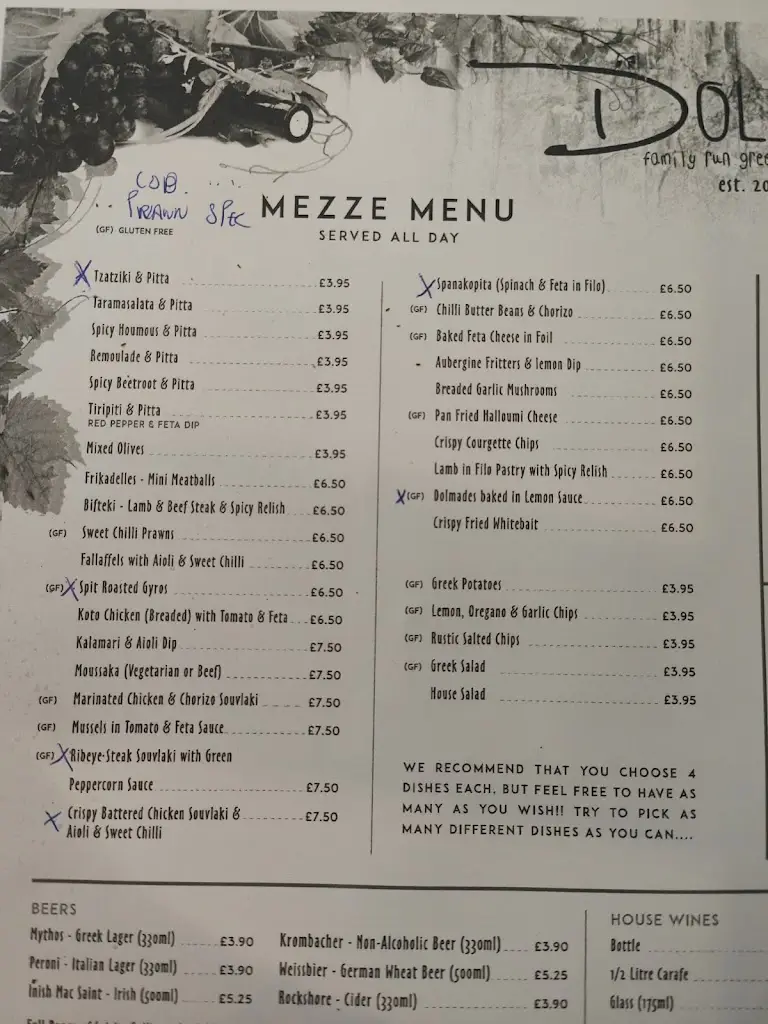 DOL
family run gree
est. 20
COB. ....
.. PRAWN SPEC
MEZZE MENU
(GF) GLUTEN FREE
SERVED ALL DAY
X Tzatziki & Pitta £3.95
Taramasalata & Pitta £3.95
Spicy Houmous & Pitta £3.95
Remoulade & Pitta £3.95
Spicy Beetroot & Pitta £3.95
Tiripiti & Pitta £3.95
RED PEPPER & FETA DIP
Mixed Olives £3.95
Frikadelles - Mini Meatballs £6.50
Bifteki - Lamb & Beef Steak & Spicy Relish £6.50
(GF) Sweet Chilli Prawns £6.50
Fallaffels with Aioli & Sweet Chilli £6.50
(GF) X Spit Roasted Gyros £6.50
Koto Chicken (Breaded) with Tomato & Feta £6.50
Kalamari & Aioli Dip £7.50
Moussaka (Vegetarian or Beef) £7.50
(GF) Marinated Chicken & Chorizo Souvlaki £7.50
(GF) Mussels in Tomato & Feta Sauce £7.50
(GF) X Ribeye-Steak Souvlaki with Green
Peppercorn Sauce £7.50
X Crispy Battered Chicken Souvlaki & £7.50
Aioli & Sweet Chilli
X Spanakopita (Spinach & Feta in Filo) £6.50
(GF) Chilli Butter Beans & Chorizo £6.50
(GF) Baked Feta Cheese in Foil £6.50
Aubergine Fritters & lemon Dip £6.50
Breaded Garlic Mushrooms £6.50
(GF) Pan Fried Halloumi Cheese £6.50
Crispy Courgette Chips £6.50
Lamb in Filo Pastry with Spicy Relish £6.50
X (GF) Dolmades baked in Lemon Sauce £6.50
Crispy Fried Whitebait £6.50
(GF) Greek Potatoes £3.95
(GF) Lemon, Oregano & Garlic Chips £3.95
(GF) Rustic Salted Chips £3.95
(GF) Greek Salad £3.95
House Salad £3.95
WE RECOMMEND THAT YOU CHOOSE 4
DISHES EACH, BUT FEEL FREE TO HAVE AS
MANY AS YOU WISH!! TRY TO PICK AS
MANY DIFFERENT DISHES AS YOU CAN....
BEERS
Mythos - Greek Lager (330ml) £3.90
Peroni - Italian Lager (330ml) £3.90
Inish Mac Saint - Irish (500ml) £5.25
Krombacher - Non-Alcoholic Beer (330ml) £3.90
Weissbier - German Wheat Beer (500ml) £5.25
Rockshore - Cider (330ml) £3.90
HOUSE WINES
Bottle
1/2 Litre Carafe
Glass (175ml)